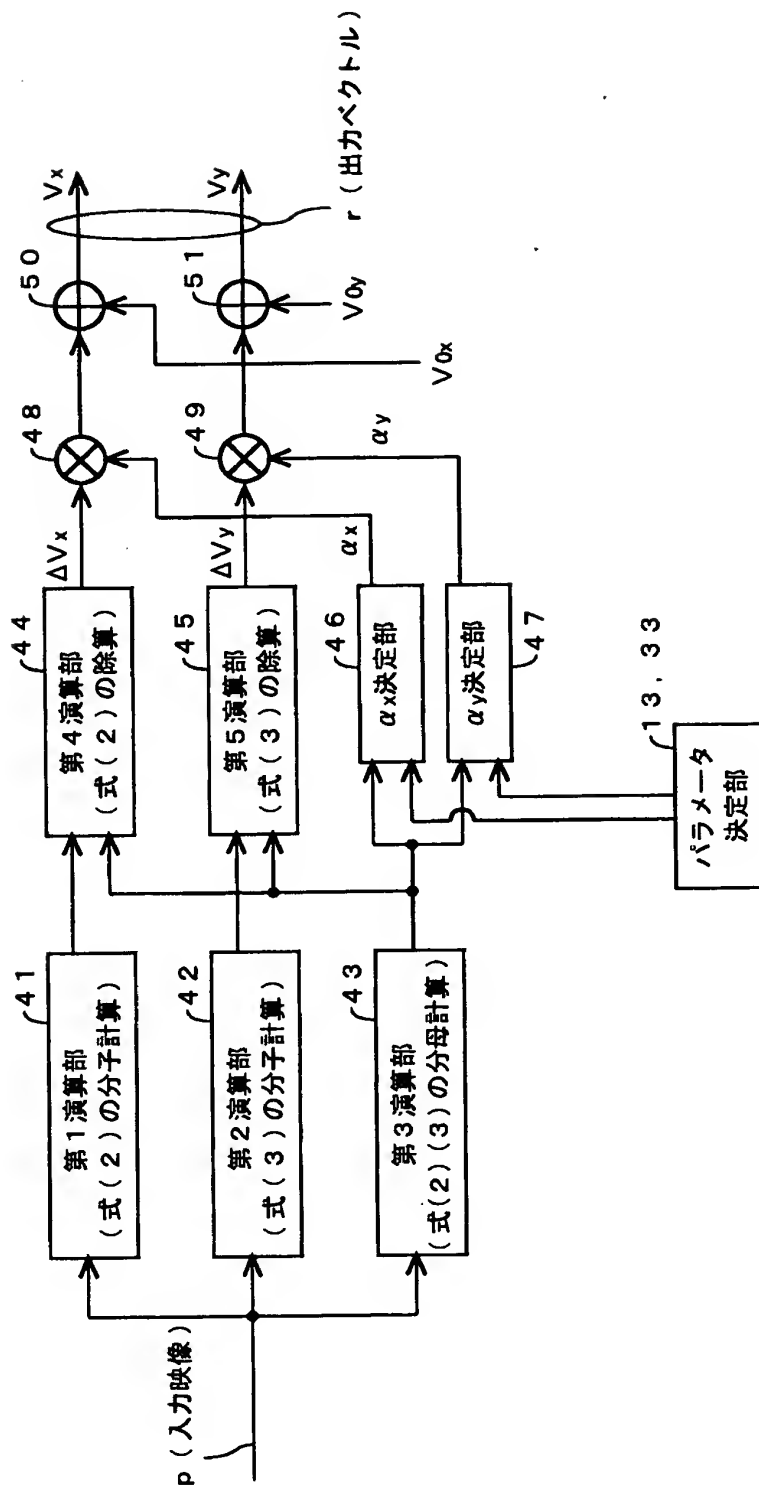 p（入力映像）
41
第1演算部
（式（2）の分子計算）
42
第2演算部
（式（3）の分子計算）
43
第3演算部
（式（2）（3）の分母計算）
44
第4演算部
（式（2）の除算）
45
第5演算部
（式（3）の除算）
46
αx決定部
47
αy決定部
13，33
パラメータ
決定部
ΔVx
ΔVy
αx
αy
48
49
50
51
V0x
V0y
Vx
Vy
r（出力ベクトル）